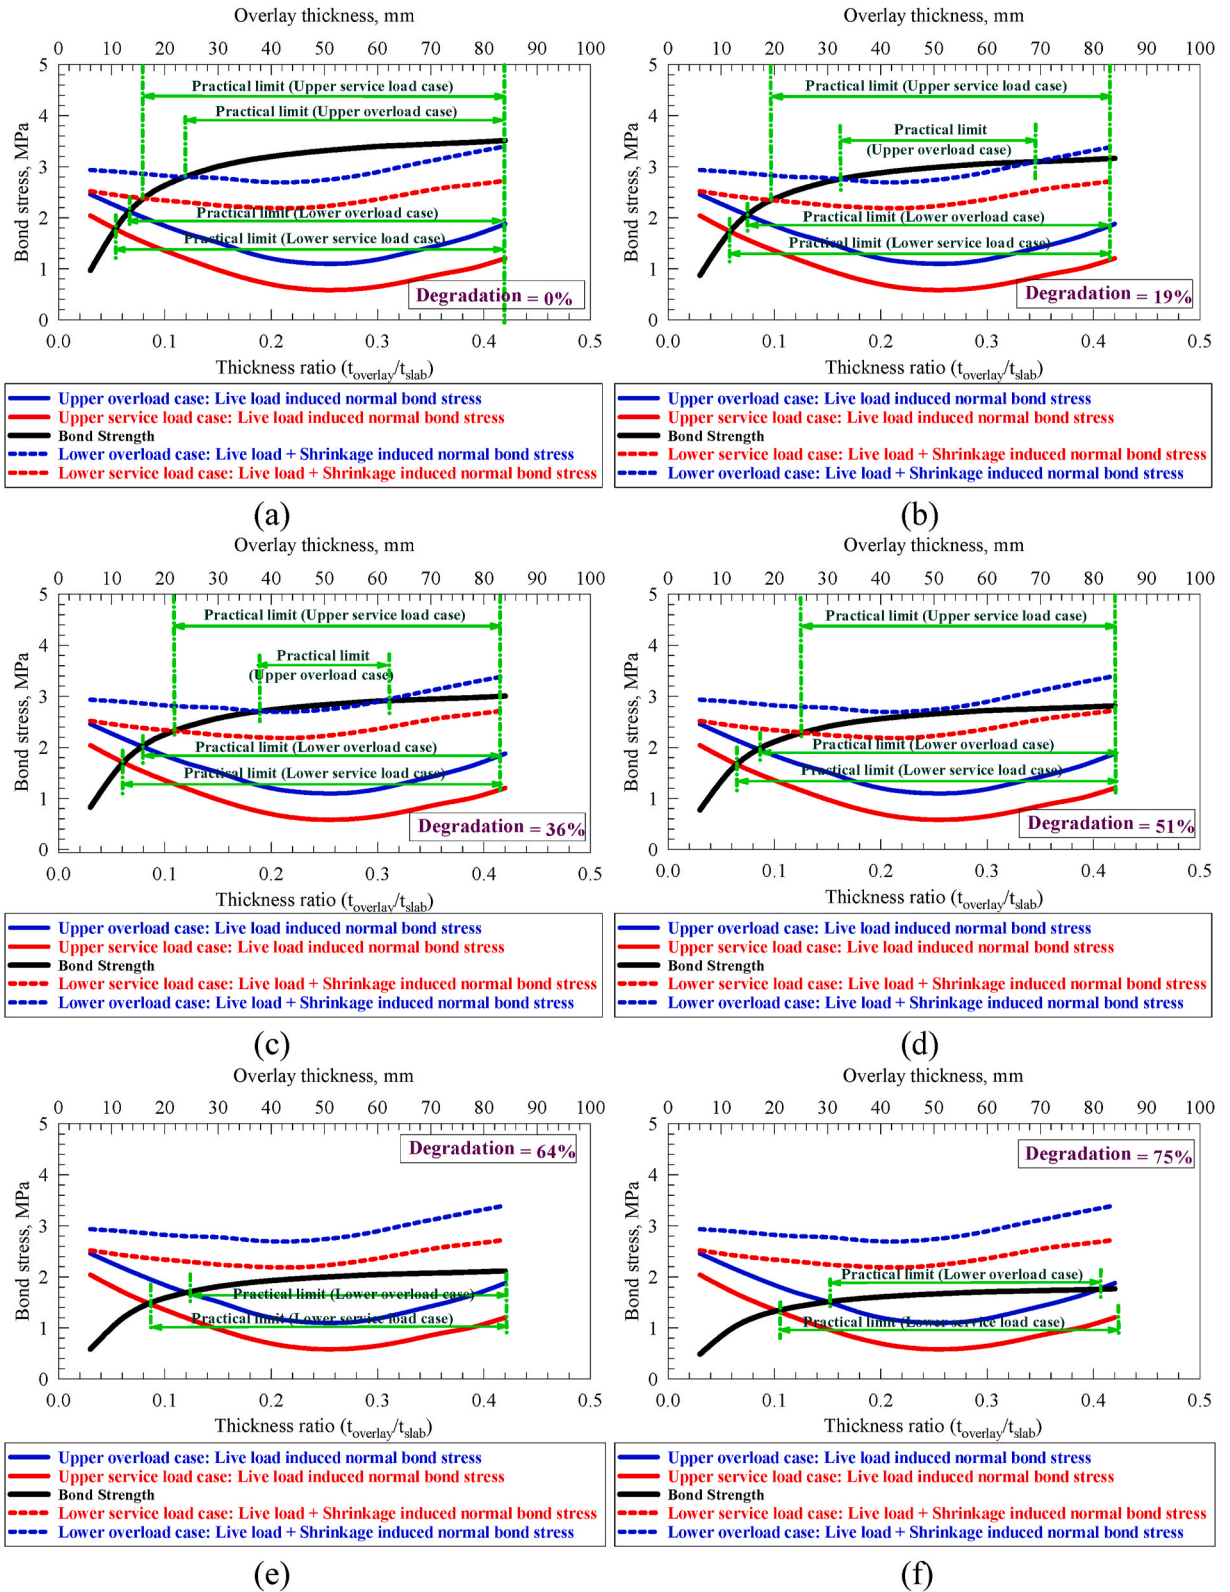 Overlay thickness, mm
0 10 20 30 40 50 60 70 80 90 100
Bond stress, MPa
5
4
3
2
1
0
Practical limit (Upper service load case)
Practical limit (Upper overload case)
Practical limit (Lower overload case)
Practical limit (Lower service load case)
Degradation = 0%
0.0 0.1 0.2 0.3 0.4 0.5
Thickness ratio (t_overlay/t_slab)
Upper overload case: Live load induced normal bond stress
Upper service load case: Live load induced normal bond stress
Bond Strength
Lower overload case: Live load + Shrinkage induced normal bond stress
Lower service load case: Live load + Shrinkage induced normal bond stress
(a)
Overlay thickness, mm
0 10 20 30 40 50 60 70 80 90 100
Bond stress, MPa
5
4
3
2
1
0
Practical limit (Upper service load case)
Practical limit
(Upper overload case)
Practical limit (Lower overload case)
Practical limit (Lower service load case)
Degradation = 19%
0.0 0.1 0.2 0.3 0.4 0.5
Thickness ratio (t_overlay/t_slab)
Upper overload case: Live load induced normal bond stress
Upper service load case: Live load induced normal bond stress
Bond Strength
Lower service load case: Live load + Shrinkage induced normal bond stress
Lower overload case: Live load + Shrinkage induced normal bond stress
(b)
Overlay thickness, mm
0 10 20 30 40 50 60 70 80 90 100
Bond stress, MPa
5
4
3
2
1
0
Practical limit (Upper service load case)
Practical limit
(Upper overload case)
Practical limit (Lower overload case)
Practical limit (Lower service load case)
Degradation = 36%
0.0 0.1 0.2 0.3 0.4 0.5
Thickness ratio (t_overlay/t_slab)
Upper overload case: Live load induced normal bond stress
Upper service load case: Live load induced normal bond stress
Bond Strength
Lower service load case: Live load + Shrinkage induced normal bond stress
Lower overload case: Live load + Shrinkage induced normal bond stress
(c)
Overlay thickness, mm
0 10 20 30 40 50 60 70 80 90 100
Bond stress, MPa
5
4
3
2
1
0
Practical limit (Upper service load case)
Practical limit (Lower overload case)
Practical limit (Lower service load case)
Degradation = 51%
0.0 0.1 0.2 0.3 0.4 0.5
Thickness ratio (t_overlay/t_slab)
Upper overload case: Live load induced normal bond stress
Upper service load case: Live load induced normal bond stress
Bond Strength
Lower service load case: Live load + Shrinkage induced normal bond stress
Lower overload case: Live load + Shrinkage induced normal bond stress
(d)
Overlay thickness, mm
0 10 20 30 40 50 60 70 80 90 100
Bond stress, MPa
5
4
3
2
1
0
Degradation = 64%
Practical limit (Lower overload case)
Practical limit (Lower service load case)
0.0 0.1 0.2 0.3 0.4 0.5
Thickness ratio (t_overlay/t_slab)
Upper overload case: Live load induced normal bond stress
Upper service load case: Live load induced normal bond stress
Bond Strength
Lower service load case: Live load + Shrinkage induced normal bond stress
Lower overload case: Live load + Shrinkage induced normal bond stress
(e)
Overlay thickness, mm
0 10 20 30 40 50 60 70 80 90 100
Bond stress, MPa
5
4
3
2
1
0
Degradation = 75%
Practical limit (Lower overload case)
Practical limit (Lower service load case)
0.0 0.1 0.2 0.3 0.4 0.5
Thickness ratio (t_overlay/t_slab)
Upper overload case: Live load induced normal bond stress
Upper service load case: Live load induced normal bond stress
Bond Strength
Lower service load case: Live load + Shrinkage induced normal bond stress
Lower overload case: Live load + Shrinkage induced normal bond stress
(f)